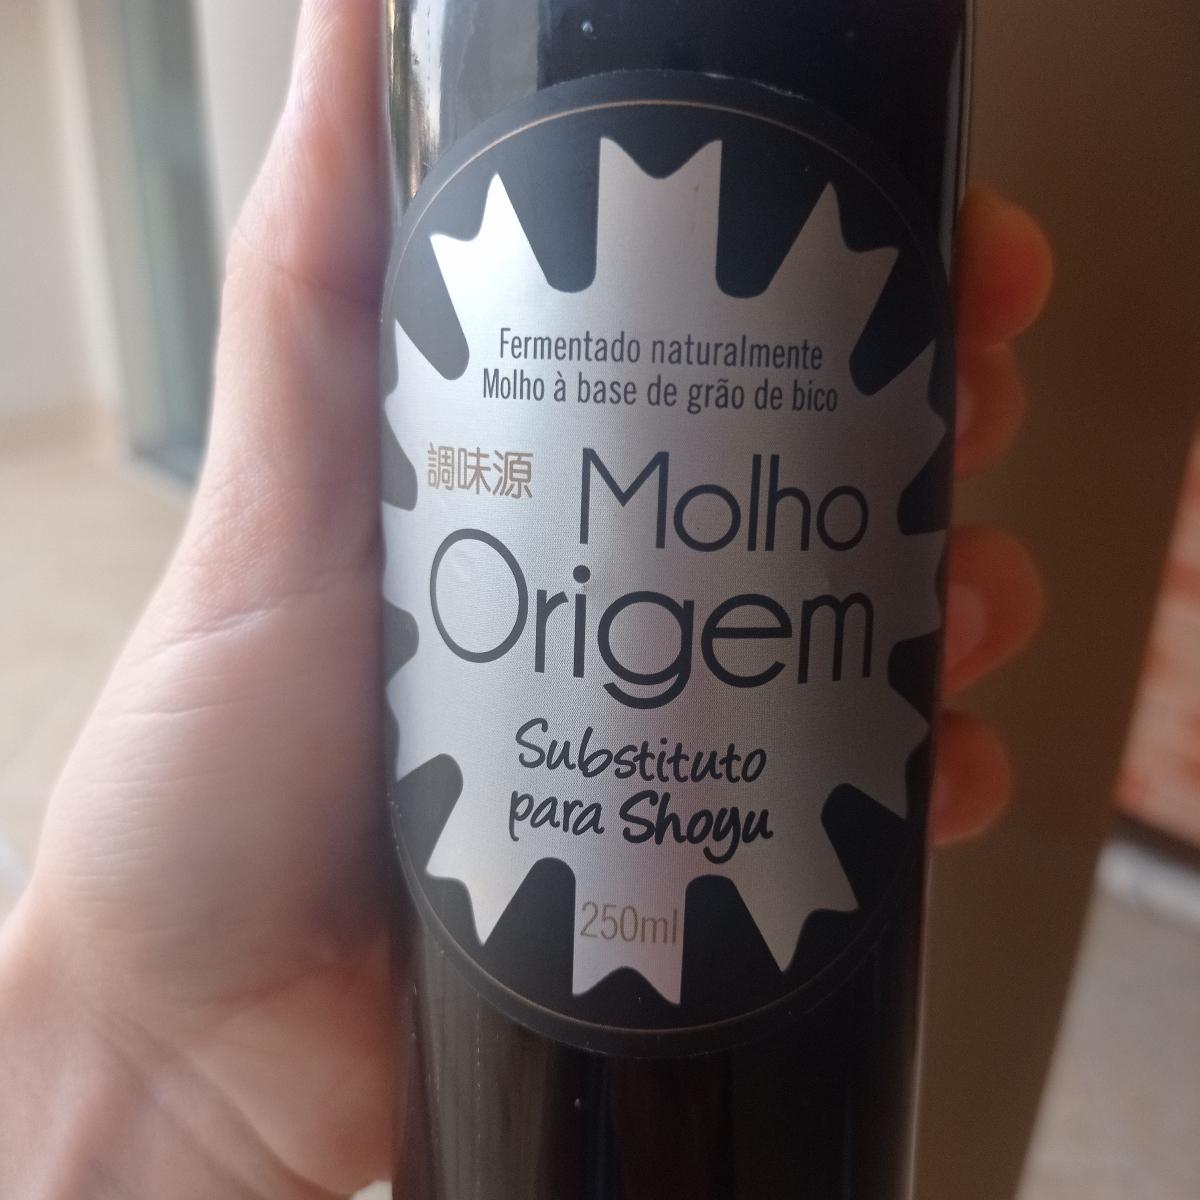 Fermentado naturalmente
Molho à base de grão de bico
調味源 Molho
Origem
Substituto
para Shoyu
250ml